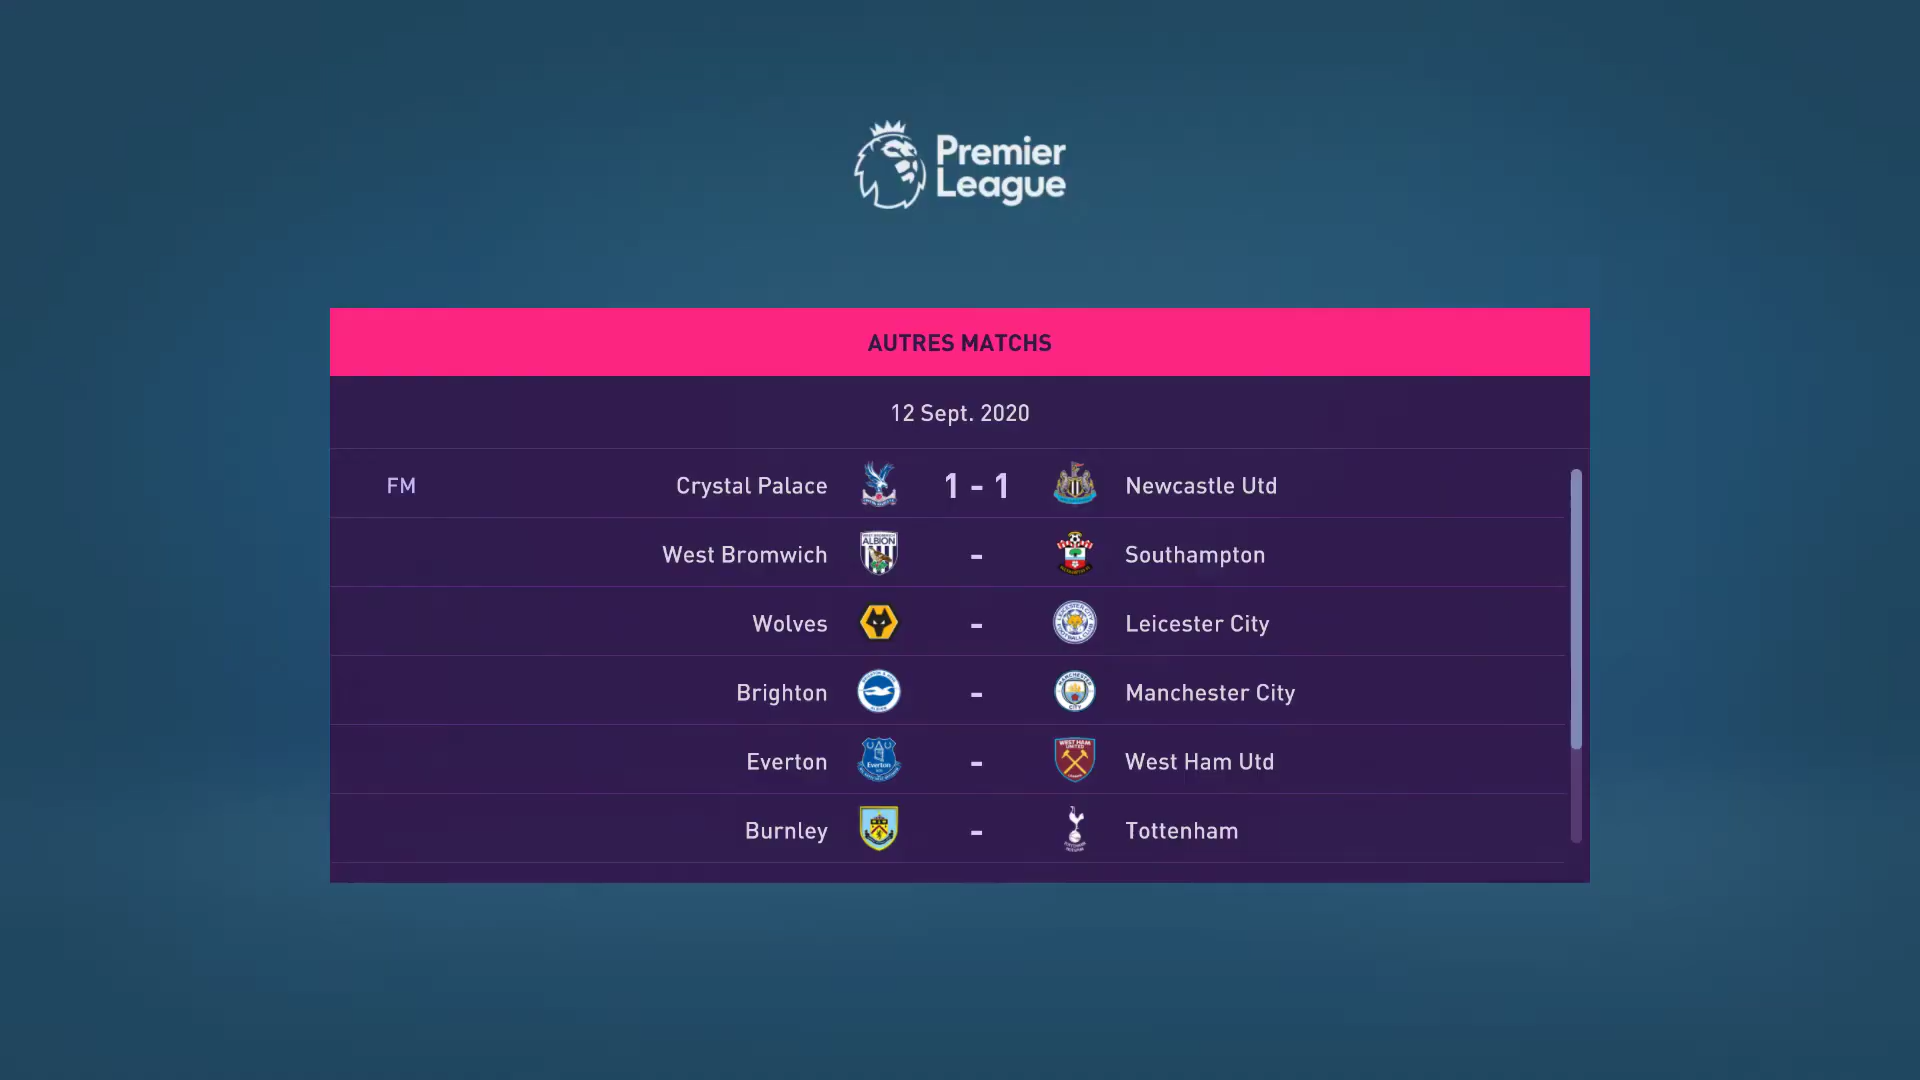 Premier
League
AUTRES MATCHS
12 Sept. 2020
FM Crystal Palace 1 - 1 Newcastle Utd
West Bromwich - Southampton
Wolves - Leicester City
Brighton - Manchester City
Everton - West Ham Utd
Burnley - Tottenham